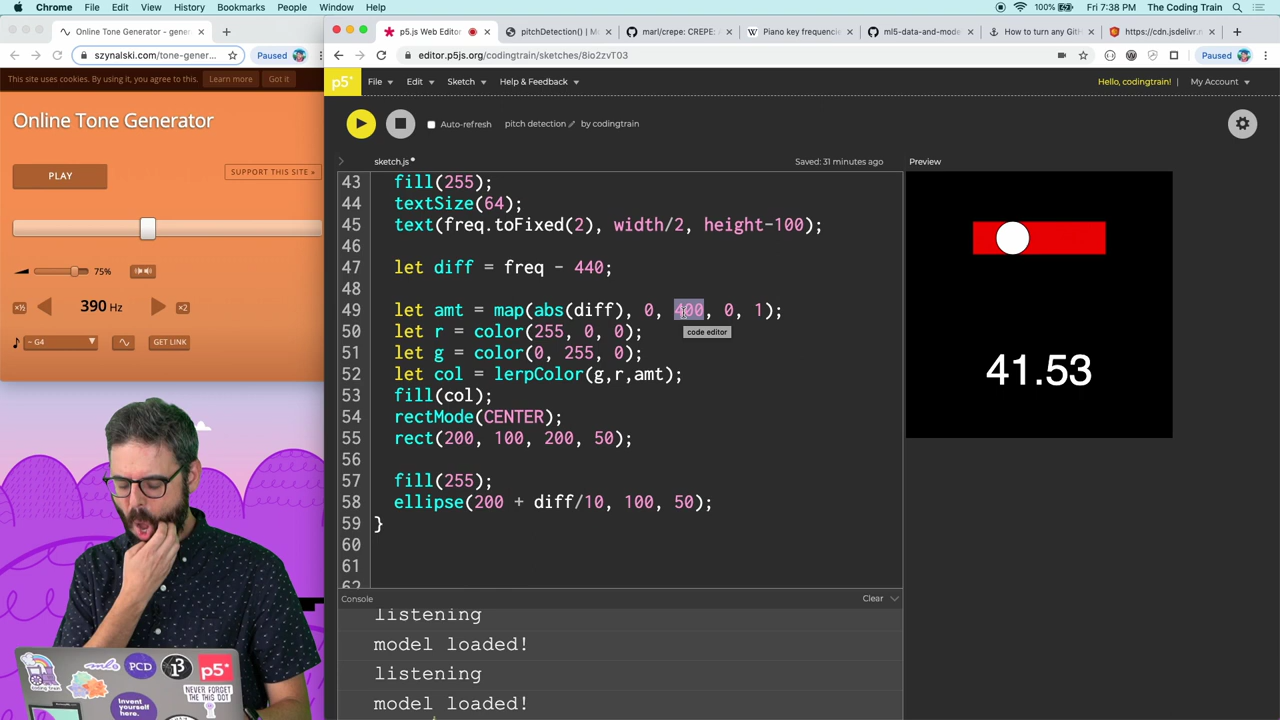 Chrome File Edit View History Bookmarks People Window Help
100% Fri 7:38 PM The Coding Train
Online Tone Generator - gener
p5.js Web Editor
pitchDetection() | M
marl/crepe: CREPE: A
Piano key frequencies
ml5-data-and-mode
How to turn any GitH
https://cdn.jsdelivr.n
szynalski.com/tone-gener...
Paused
editor.p5js.org/codingtrain/sketches/8io2zvT03
Paused
This site uses cookies. By using it, you agree to this. Learn more Got it
p5* File Edit Sketch Help & Feedback
Hello, codingtrain! | My Account
Online Tone Generator
PLAY
SUPPORT THIS SITE »
75%
×½ 390 Hz ×2
~ G4 GET LINK
Auto-refresh pitch detection by codingtrain
sketch.js Saved: 31 minutes ago Preview
43 fill(255);
44 textSize(64);
45 text(freq.toFixed(2), width/2, height-100);
46
47 let diff = freq - 440;
48
49 let amt = map(abs(diff), 0, 400, 0, 1);
50 let r = color(255, 0, 0);
code editor
51 let g = color(0, 255, 0);
52 let col = lerpColor(g,r,amt);
53 fill(col);
54 rectMode(CENTER);
55 rect(200, 100, 200, 50);
56
57 fill(255);
58 ellipse(200 + diff/10, 100, 50);
59 }
60
61
62
41.53
Console Clear
listening
model loaded!
listening
model loaded!
PCD
p5*
NEVER FORGET THE THIS DOT
Invent yourself here.